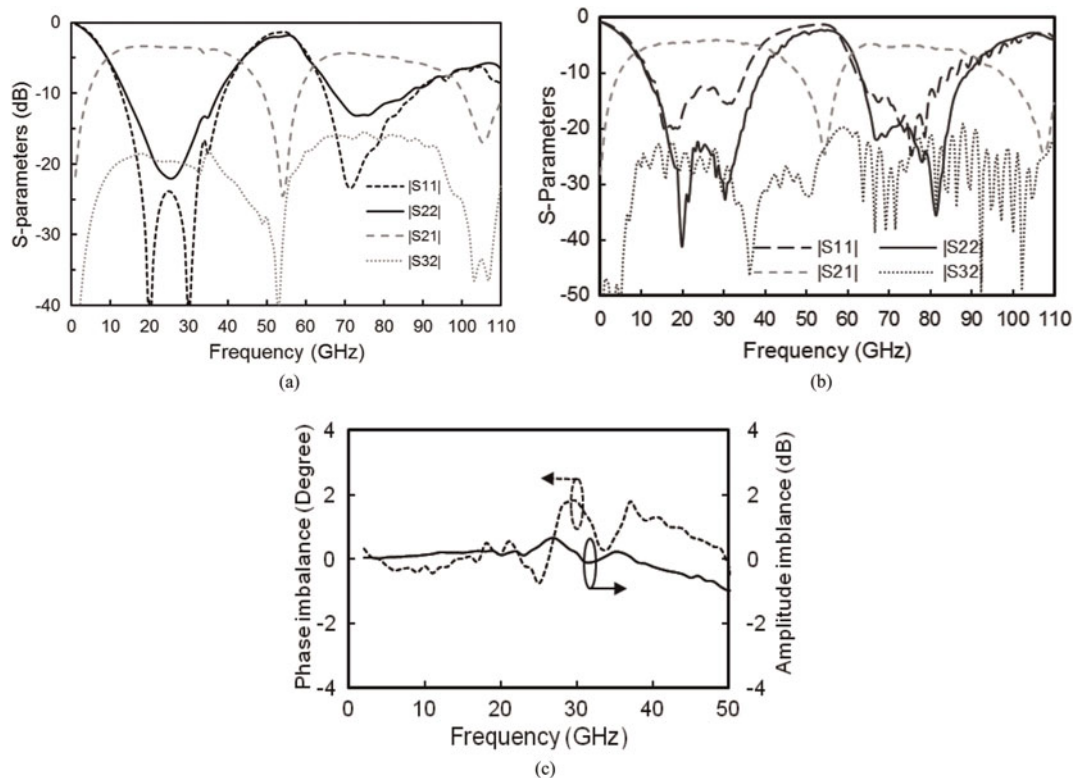 S-parameters (dB)
0
-10
-20
-30
-40
|S11|
|S22|
|S21|
|S32|
0 10 20 30 40 50 60 70 80 90 100 110
Frequency (GHz)
(a)
S-Parameters
0
-10
-20
-30
-40
-50
|S11| |S22|
|S21| |S32|
0 10 20 30 40 50 60 70 80 90 100 110
Frequency (GHz)
(b)
Phase imbalance (Degree)
4
2
0
-2
-4
4
2
0
-2
-4
Amplitude imblance (dB)
0 10 20 30 40 50
Frequency (GHz)
(c)